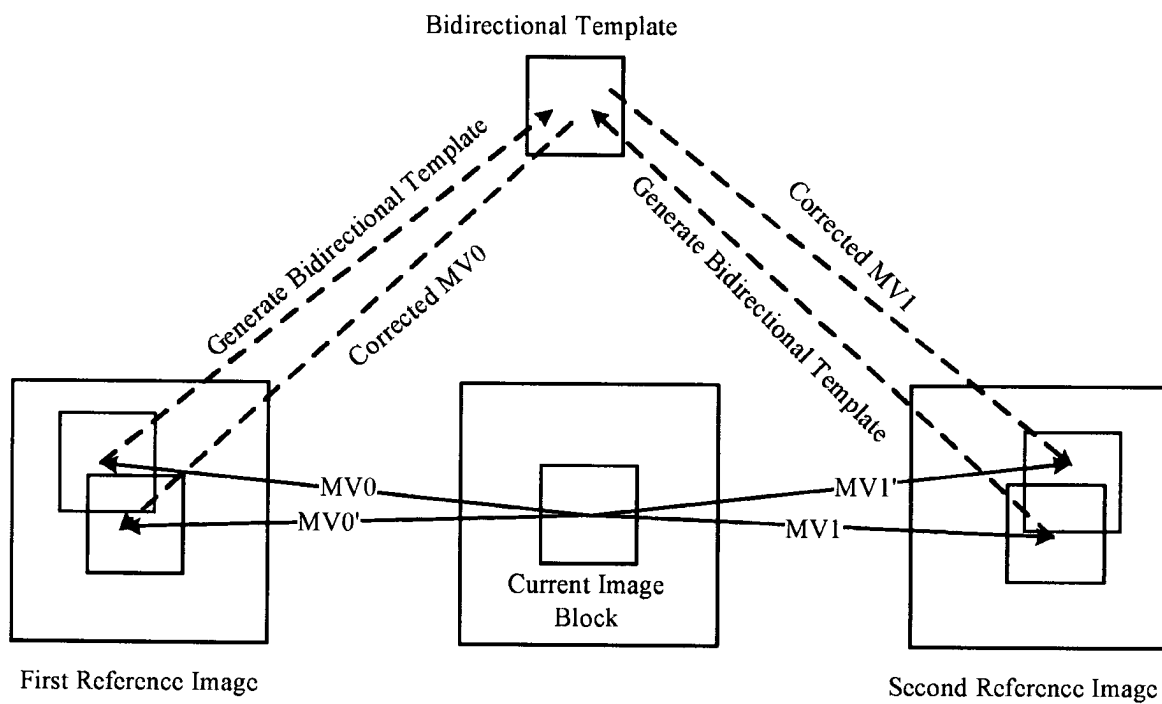 Bidirectional Template
Generate Bidirectional Template
Corrected MV0
Corrected MV1
Generate Bidirectional Template
MV0
MV0'
MV1'
MV1
Current Image
Block
First Reference Image
Second Reference Image